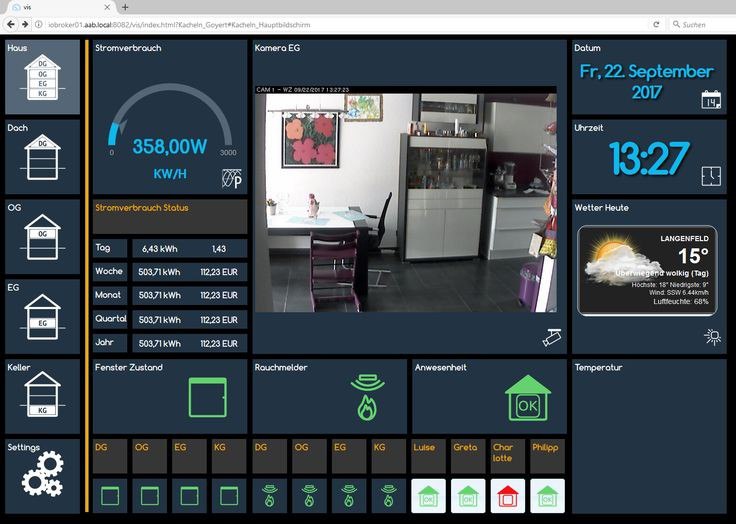 vis
iobroker01.aab.local:8082/vis/index.html?Kacheln_Goyert#Kacheln_Hauptbildschirm
Suchen
Haus
DG
OG
EG
KG
Dach
DG
OG
OG
EG
EG
Keller
KG
Settings
Stromverbrauch
0
3000
358,00W
KW/H
P
Stromverbrauch Status
Tag 6,43 kWh 1,43
Woche 503,71 kWh 112,23 EUR
Monat 503,71 kWh 112,23 EUR
Quartal 503,71 kWh 112,23 EUR
Jahr 503,71 kWh 112,23 EUR
Kamera EG
CAM 1 - WZ 09/22/2017 13:27:23
Datum
Fr, 22. September
2017
14
Uhrzeit
13:27
Wetter Heute
LANGENFELD
15°
Überwiegend wolkig (Tag)
Höchste: 18° Niedrigste: 9°
Wind: SSW 6.44km/h
Luftfeuchte: 68%
Fenster Zustand
Rauchmelder
Anwesenheit
OK
Temperatur
DG OG EG KG DG OG EG KG Luise Greta Char Philipp
lotte
OK OK OK